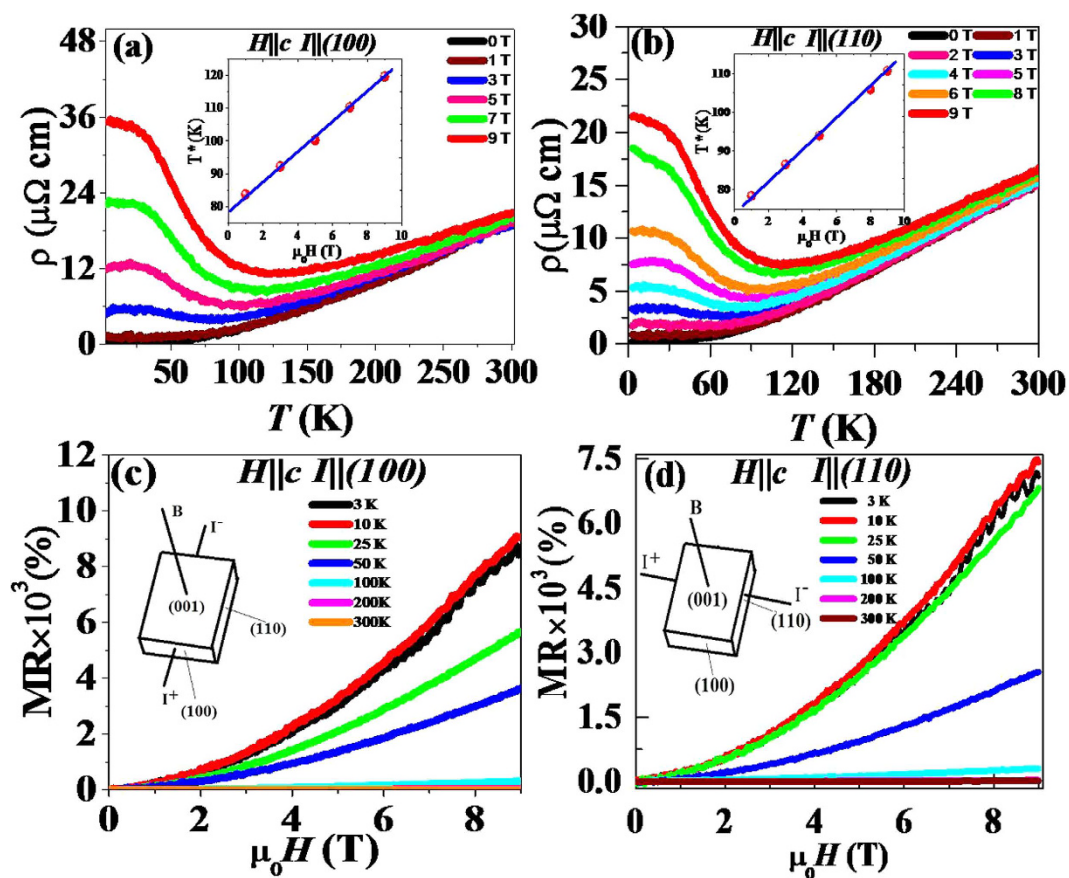 (a)
H||c I||(100)
48
36
24
12
0
ρ (μΩ cm)
0 T
1 T
3 T
5 T
7 T
9 T
120
110
100
90
80
T*(K)
0 2 4 6 8 10
μ₀H (T)
0 50 100 150 200 250 300
T (K)
(b)
H||c I||(110)
30
25
20
15
10
5
0
ρ(μΩ cm)
0 T 1 T
2 T 3 T
4 T 5 T
6 T 8 T
9 T
110
100
90
80
T*(K)
0 2 4 6 8 10
μ₀H (T)
0 60 120 180 240 300
T (K)
(c)
H||c I||(100)
12
10
8
6
4
2
0
MR×10³(%)
3 K
10 K
25 K
50 K
100K
200K
300K
B
I⁻
(001)
(110)
I⁺
(100)
0 2 4 6 8
μ₀H (T)
(d)
H||c I||(110)
7.5
6.0
4.5
3.0
1.5
0.0
MR×10³(%)
3 K
10 K
25 K
50 K
100 K
200 K
300 K
B
I⁺
(001)
I⁻
(110)
(100)
0 2 4 6 8
μ₀H (T)